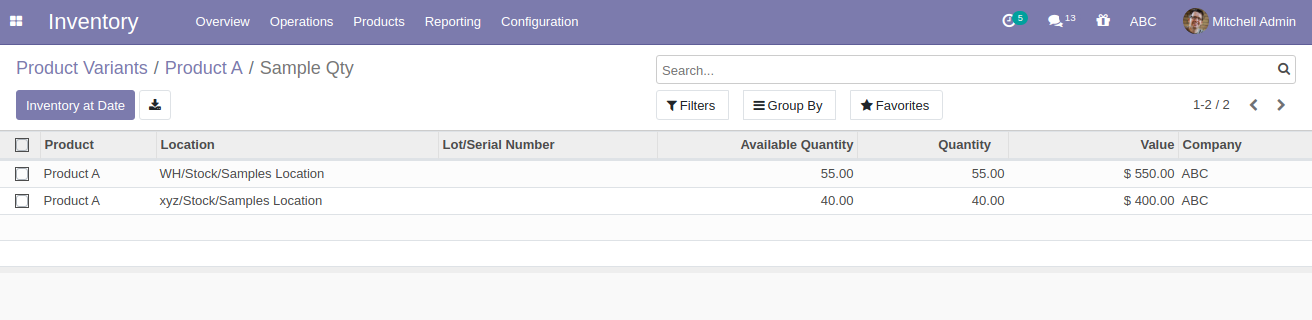 Inventory Overview Operations Products Reporting Configuration 5 13 ABC Mitchell Admin
Product Variants / Product A / Sample Qty
Search...
Inventory at Date Filters Group By Favorites 1-2 / 2
Product Location Lot/Serial Number Available Quantity Quantity Value Company
Product A WH/Stock/Samples Location 55.00 55.00 $ 550.00 ABC
Product A xyz/Stock/Samples Location 40.00 40.00 $ 400.00 ABC